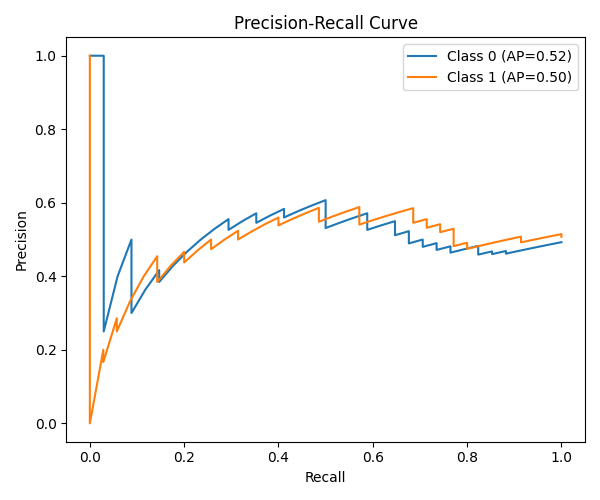 Precision-Recall Curve
Class 0 (AP=0.52)
Class 1 (AP=0.50)
Precision
1.0
0.8
0.6
0.4
0.2
0.0
0.0 0.2 0.4 0.6 0.8 1.0
Recall